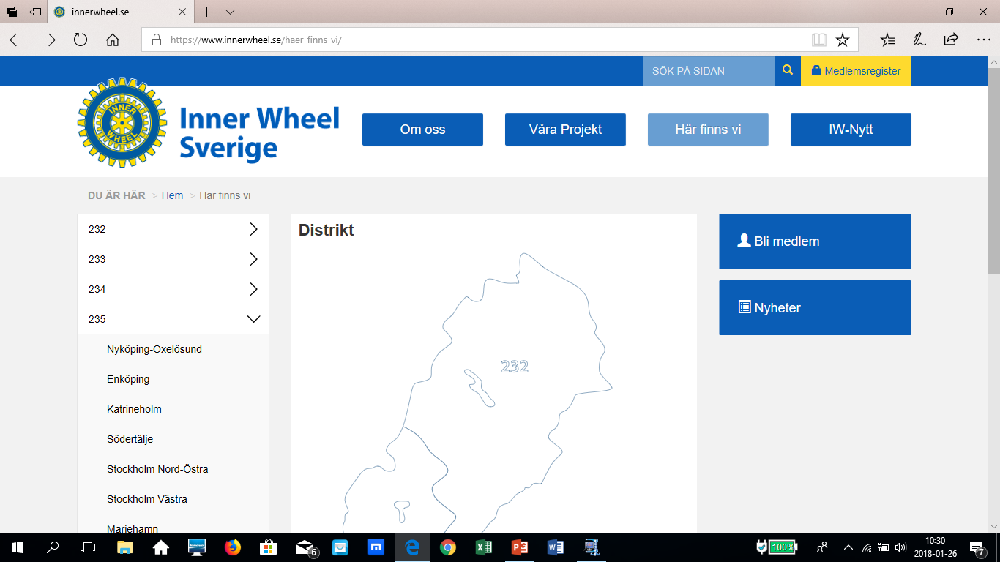 innerwheel.se
https://www.innerwheel.se/haer-finns-vi/
SÖK PÅ SIDAN
Medlemsregister
INNER
WHEEL
Inner Wheel
Sverige
Om oss
Våra Projekt
Här finns vi
IW-Nytt
DU ÄR HÄR > Hem > Här finns vi
232
233
234
235
Nyköping-Oxelösund
Enköping
Katrineholm
Södertälje
Stockholm Nord-Östra
Stockholm Västra
Mariehamn
Distrikt
232
Bli medlem
Nyheter
6
100%
10:30
2018-01-26
7